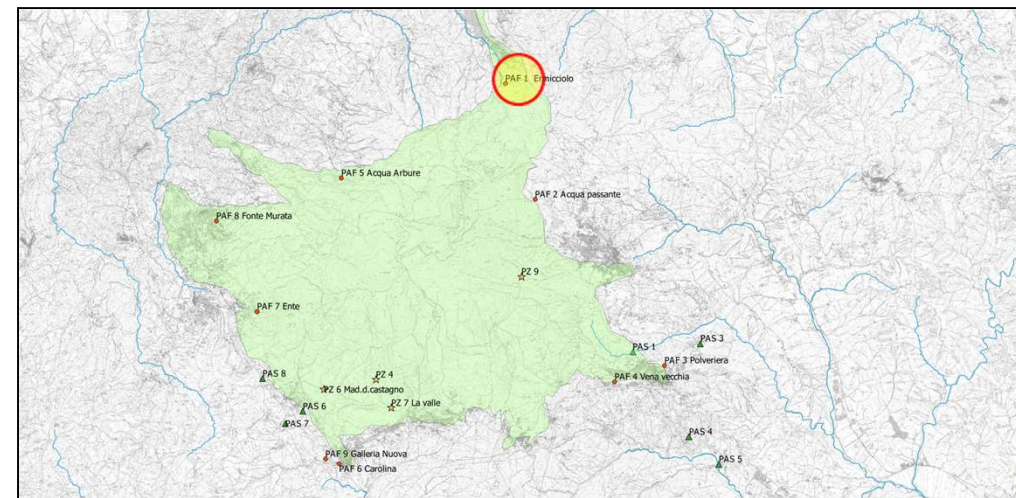 PAF 1 Ermicciolo
PAF 5 Acqua Arbure
PAF 2 Acqua passante
PAF 8 Fonte Murata
PZ 9
PAF 7 Ente
PAS 3
PAS 1
PAF 3 Polveriera
PZ 4
PAS 8
PAF 4 Vena vecchia
PZ 6 Mad.d.castagno
PZ 7 La valle
PAS 6
PAS 7
PAS 4
PAF 9 Galleria Nuova
PAS 5
PAF 6 Carolina